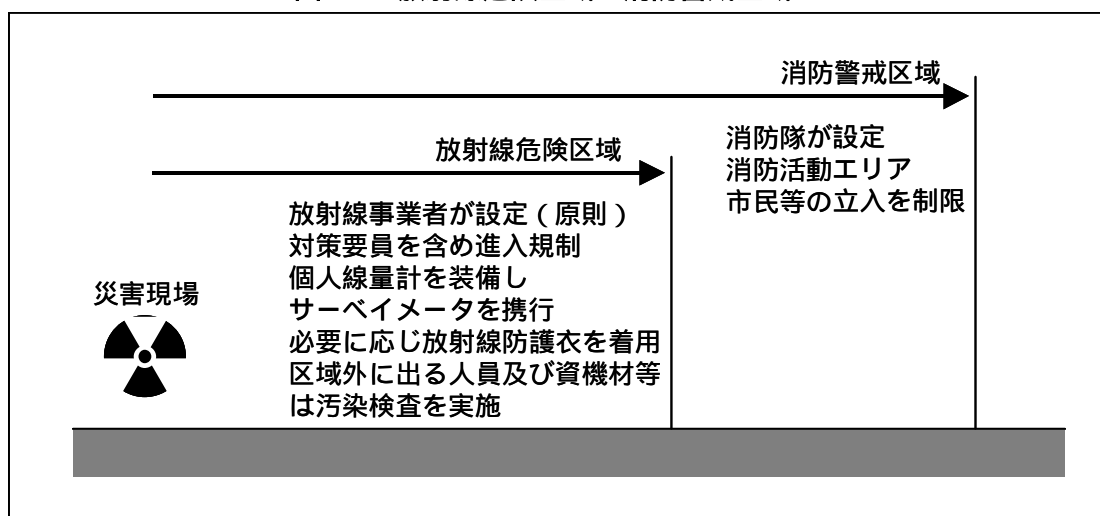 消防警戒区域
消防隊が設定
消防活動エリア
市民等の立入を制限
放射線危険区域
放射線事業者が設定（原則）
対策要員を含め進入規制
個人線量計を装備し
サーベイメータを携行
必要に応じ放射線防護衣を着用
区域外に出る人員及び資機材等
は汚染検査を実施
災害現場